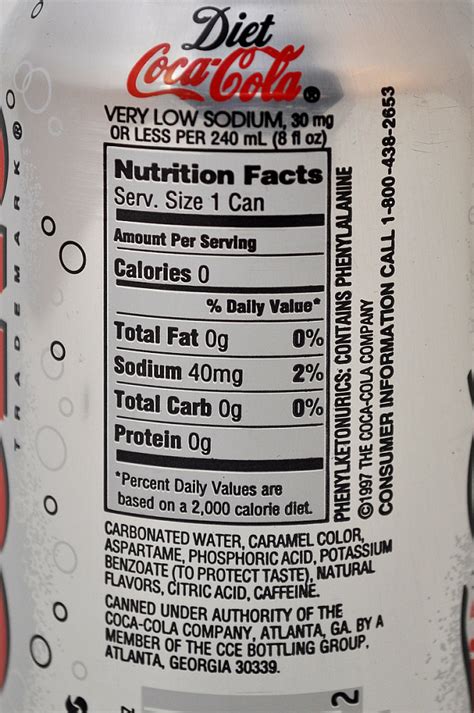 Diet
Coca-Cola®
VERY LOW SODIUM, 30 mg
OR LESS PER 240 mL (8 fl oz)
Nutrition Facts
Serv. Size 1 Can
Amount Per Serving
Calories 0
% Daily Value*
Total Fat 0g 0%
Sodium 40mg 2%
Total Carb 0g 0%
Protein 0g
*Percent Daily Values are
based on a 2,000 calorie diet.
CARBONATED WATER, CARAMEL COLOR,
ASPARTAME, PHOSPHORIC ACID, POTASSIUM
BENZOATE (TO PROTECT TASTE), NATURAL
FLAVORS, CITRIC ACID, CAFFEINE.
CANNED UNDER AUTHORITY OF THE
COCA-COLA COMPANY, ATLANTA, GA. BY A
MEMBER OF THE CCE BOTTLING GROUP,
ATLANTA, GEORGIA 30339.
PHENYLKETONURICS: CONTAINS PHENYLALANINE
©1997 THE COCA-COLA COMPANY
CONSUMER INFORMATION CALL 1-800-438-2653
TRADEMARK®
2